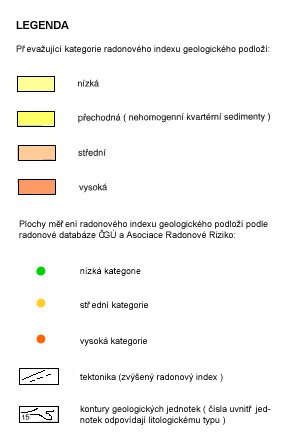 LEGENDA
Převažující kategorie radonového indexu geologického podloží:
nízká
přechodná ( nehomogenní kvartérní sedimenty )
střední
vysoká
Plochy měření radonového indexu geologického podloží podle
radonové databáze ČGÚ a Asociace Radonové Riziko:
nízká kategone
střední kategorie
vysoká kategorie
tektonika (zvýšený radonový index )
15
kontury geologických jednotek ( čísla uvnitř jed-
notek odpovídají litologickému typu )